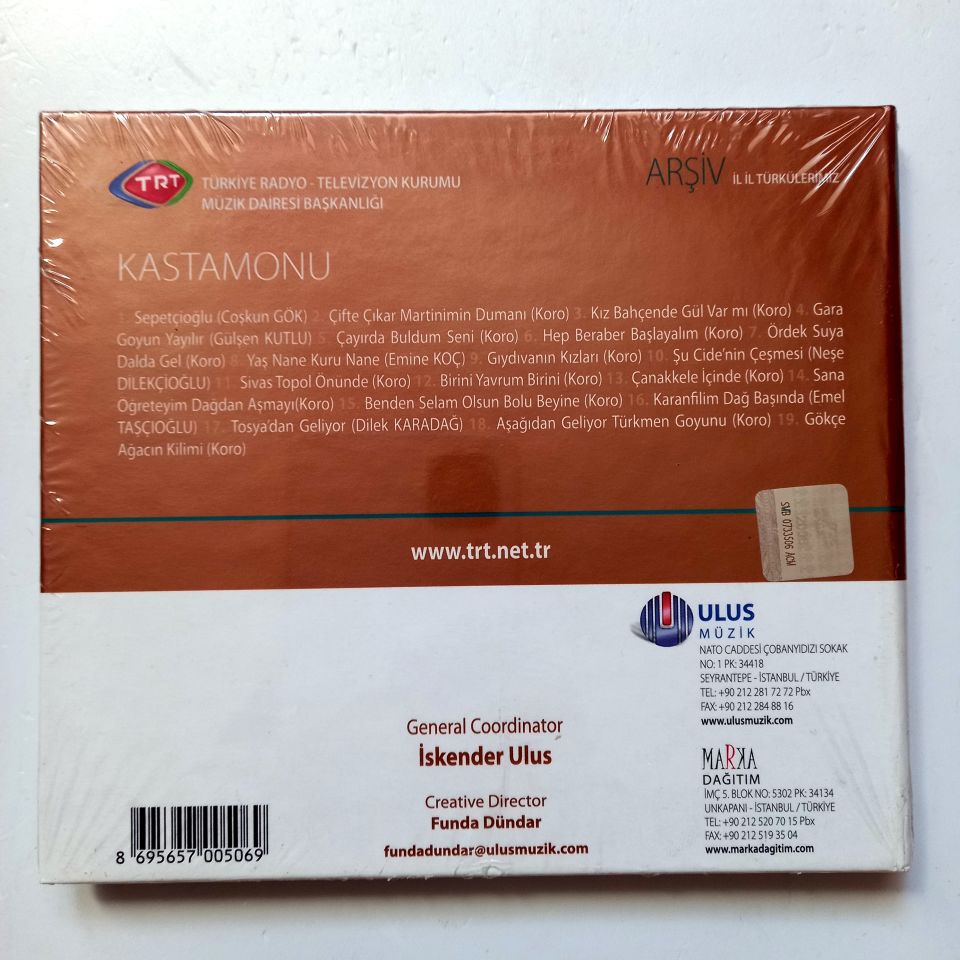 TRT
TÜRKİYE RADYO - TELEVİZYON KURUMU
MÜZİK DAİRESİ BAŞKANLIĞI
ARŞİV İL İL TÜRKÜLERİMİZ
KASTAMONU
1. Sepetçioğlu (Coşkun GÖK) 2. Çifte Çıkar Martinimin Dumanı (Koro) 3. Kız Bahçende Gül Var mı (Koro) 4. Gara
Goyun Yayılır (Gülşen KUTLU) 5. Çayırda Buldum Seni (Koro) 6. Hep Beraber Başlayalım (Koro) 7. Ördek Suya
Dalda Gel (Koro) 8. Yaş Nane Kuru Nane (Emine KOÇ) 9. Gıydıvanın Kızları (Koro) 10. Şu Cide'nin Çeşmesi (Neşe
DİLEKÇİOĞLU) 11. Sivas Topol Önünde (Koro) 12. Birini Yavrum Birini (Koro) 13. Çanakkele İçinde (Koro) 14. Sana
Öğreteyim Dağdan Aşmayı(Koro) 15. Benden Selam Olsun Bolu Beyine (Koro) 16. Karanfilim Dağ Başında (Emel
TAŞÇIOĞLU) 17. Tosya'dan Geliyor (Dilek KARADAĞ) 18. Aşağıdan Geliyor Türkmen Goyunu (Koro) 19. Gökçe
Ağacın Kilimi (Koro)
SMB 0733506 ACM
www.trt.net.tr
ULUS
MÜZİK
NATO CADDESİ ÇOBANYIDIZI SOKAK
NO: 1 PK: 34418
SEYRANTEPE - İSTANBUL / TÜRKİYE
TEL: +90 212 281 72 72 Pbx
FAX: +90 212 284 88 16
www.ulusmuzik.com
General Coordinator
İskender Ulus
Creative Director
Funda Dündar
fundadundar@ulusmuzik.com
MARKA
DAĞITIM
İMÇ 5. BLOK NO: 5302 PK: 34134
UNKAPANI - İSTANBUL / TÜRKİYE
TEL: +90 212 520 70 15 Pbx
FAX: +90 212 519 35 04
www.markadagitim.com
8 695657 005069